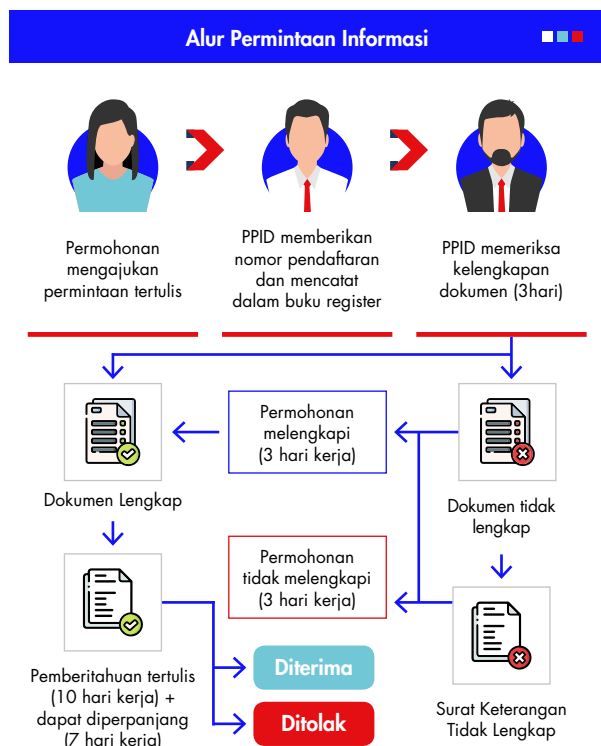 Alur Permintaan Informasi
Permohonan
mengajukan
permintaan tertulis
PPID memberikan
nomor pendaftaran
dan mencatat
dalam buku register
PPID memeriksa
kelengkapan
dokumen (3hari)
Dokumen Lengkap
Permohonan
melengkapi
(3 hari kerja)
Dokumen tidak
lengkap
Permohonan
tidak melengkapi
(3 hari kerja)
Pemberitahuan tertulis
(10 hari kerja) +
dapat diperpanjang
(7 hari kerja)
Diterima
Ditolak
Surat Keterangan
Tidak Lengkap